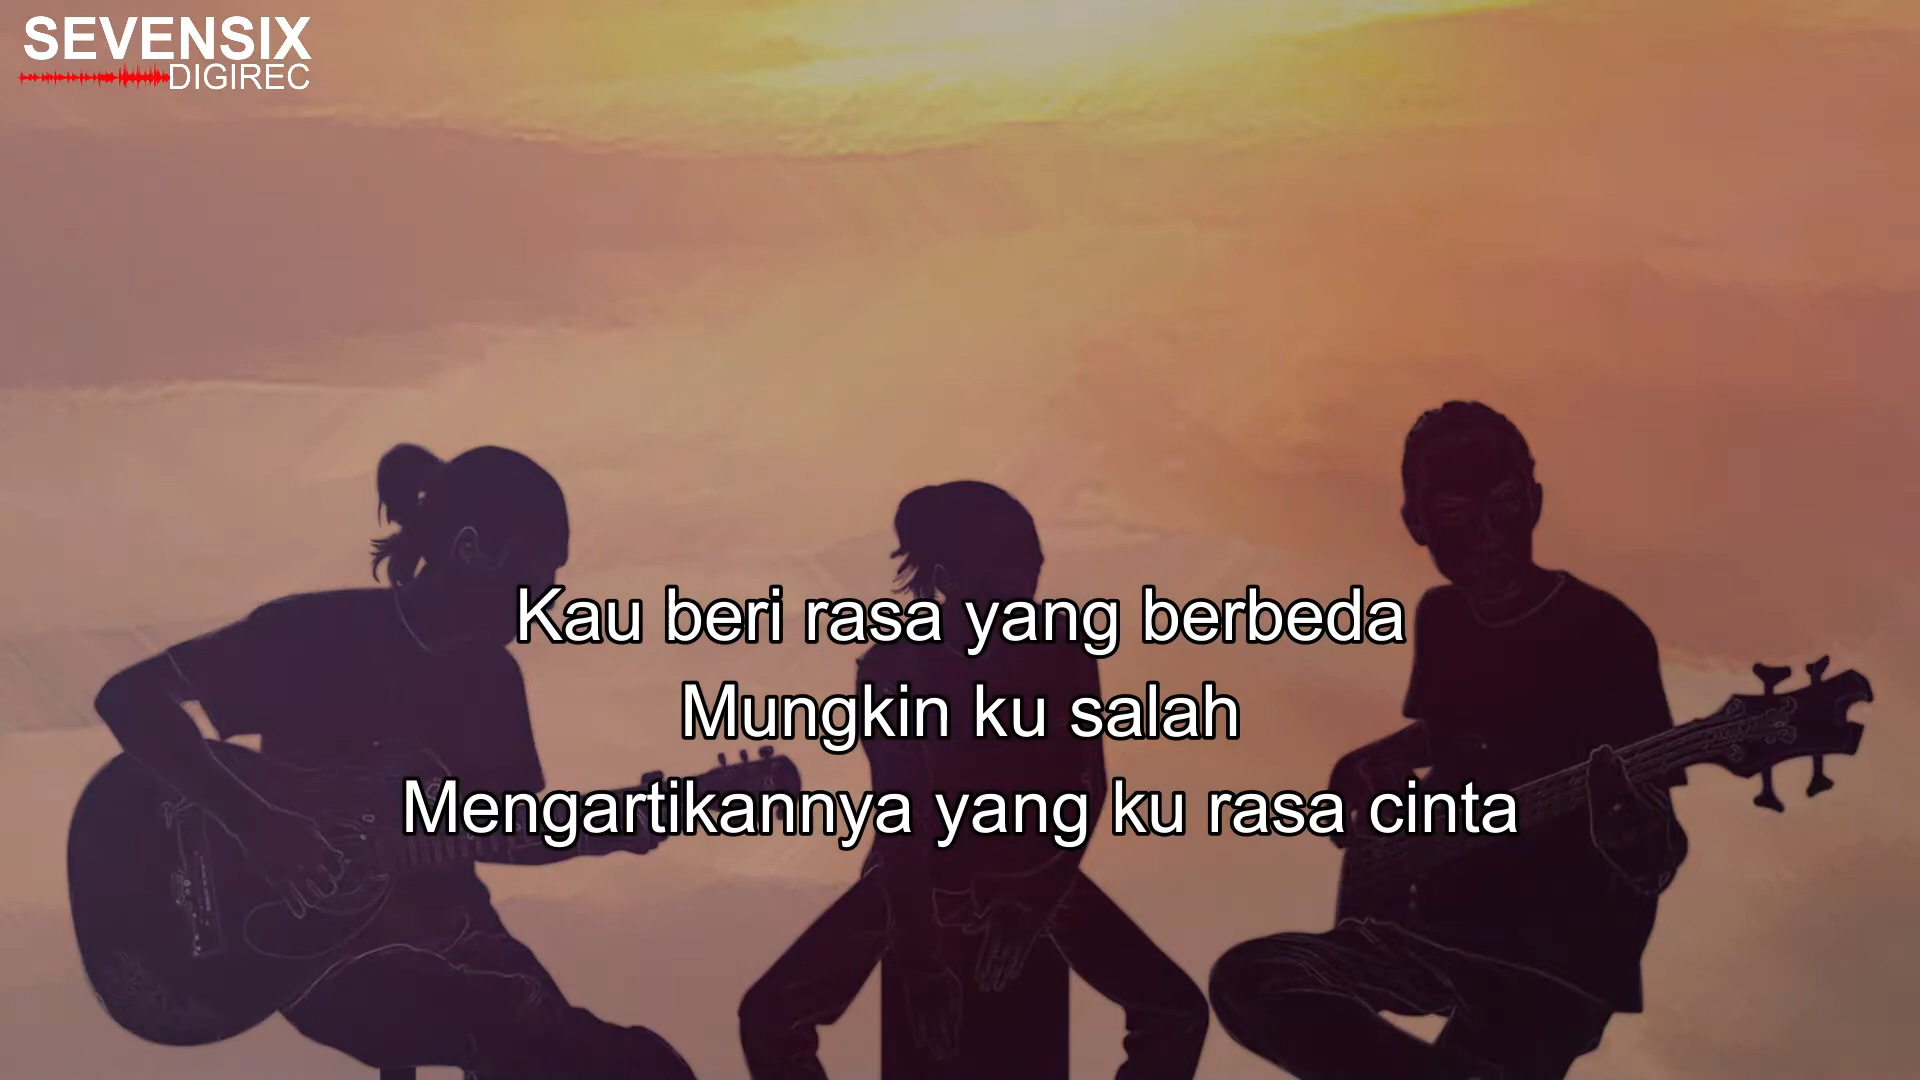 SEVENSIX
DIGIREC
Kau beri rasa yang berbeda
Mungkin ku salah
Mengartikannya yang ku rasa cinta